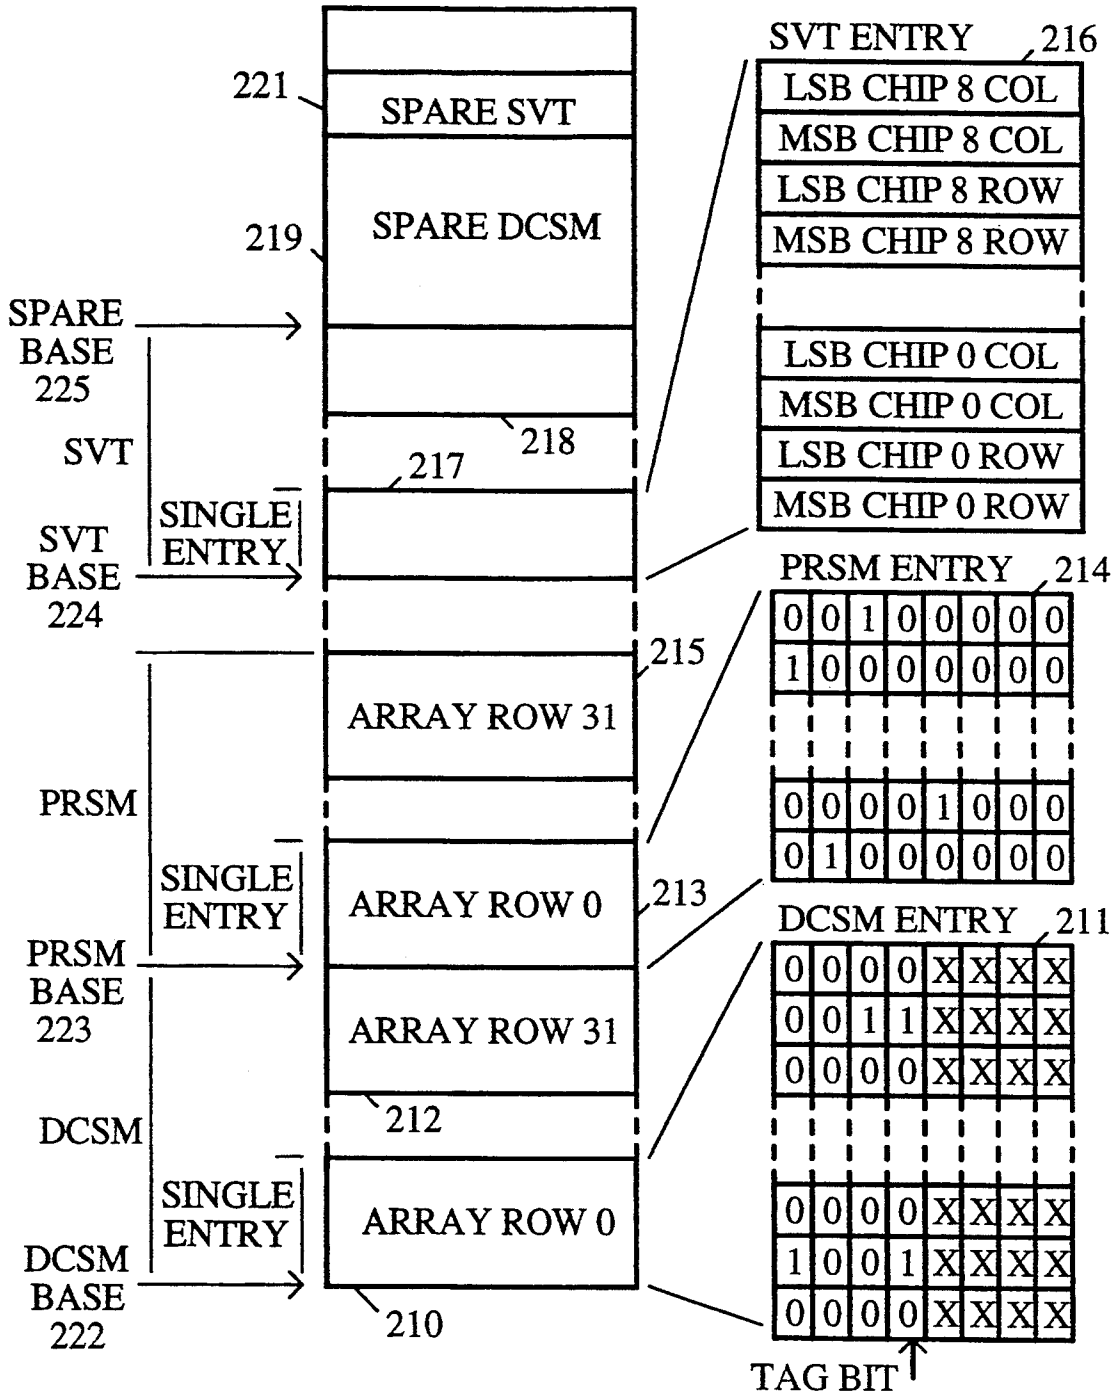 221
SPARE SVT
219
SPARE DCSM
SPARE
BASE
225
218
SVT
217
SINGLE
ENTRY
SVT
BASE
224
215
ARRAY ROW 31
PRSM
SINGLE
ENTRY
ARRAY ROW 0
213
PRSM
BASE
223
ARRAY ROW 31
212
DCSM
SINGLE
ENTRY
ARRAY ROW 0
DCSM
BASE
222
210
SVT ENTRY
216
LSB CHIP 8 COL
MSB CHIP 8 COL
LSB CHIP 8 ROW
MSB CHIP 8 ROW
LSB CHIP 0 COL
MSB CHIP 0 COL
LSB CHIP 0 ROW
MSB CHIP 0 ROW
PRSM ENTRY
214
0 0 1 0 0 0 0 0
1 0 0 0 0 0 0 0
0 0 0 0 1 0 0 0
0 1 0 0 0 0 0 0
DCSM ENTRY
211
0 0 0 0 X X X X
0 0 1 1 X X X X
0 0 0 0 X X X X
0 0 0 0 X X X X
1 0 0 1 X X X X
0 0 0 0 X X X X
TAG BIT